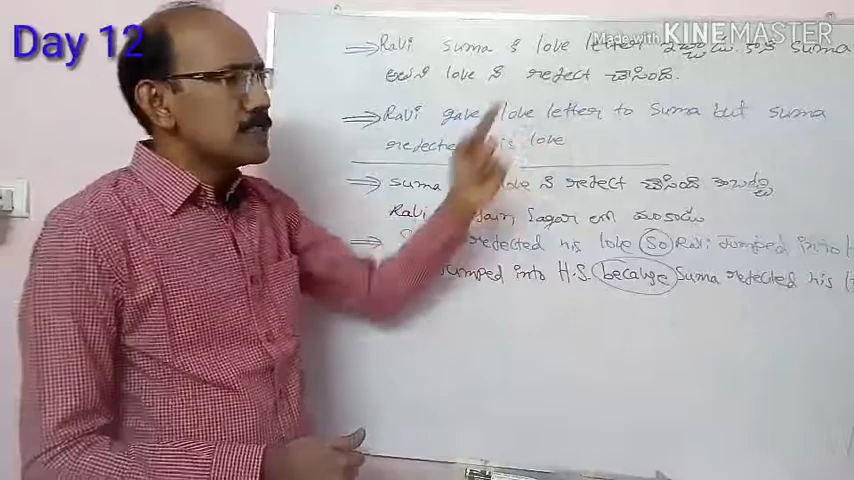 Day 12
Made with KINEMASTER
⇒ Ravi Suma కి love letter ఇచ్చాడు. కానీ Suma
అతని love ని reject చేసింది.
⇒ Ravi gave love letter to Suma but Suma
rejected his love
⇒ Suma love ని reject చేసింది కాబట్టి
Ravi Hussain Sagar లో
rejected his love So Ravi Jumped into H
Jumped into H.S because Suma rejected his